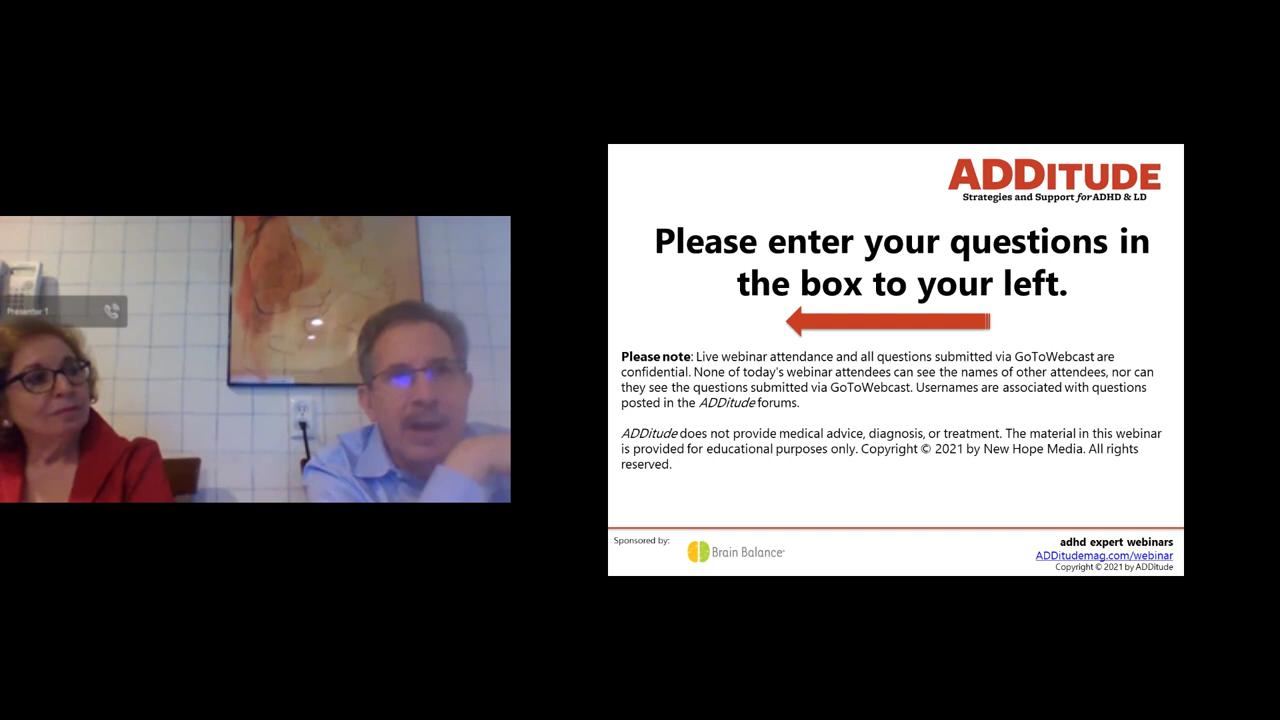 Presenter 1
ADDITUDE
Strategies and Support for ADHD & LD
Please enter your questions in
the box to your left.
Please note: Live webinar attendance and all questions submitted via GoToWebcast are
confidential. None of today's webinar attendees can see the names of other attendees, nor can
they see the questions submitted via GoToWebcast. Usernames are associated with questions
posted in the ADDitude forums.
ADDitude does not provide medical advice, diagnosis, or treatment. The material in this webinar
is provided for educational purposes only. Copyright © 2021 by New Hope Media. All rights
reserved.
Sponsored by:
Brain Balance
adhd expert webinars
ADDitudemag.com/webinar
Copyright © 2021 by ADDitude